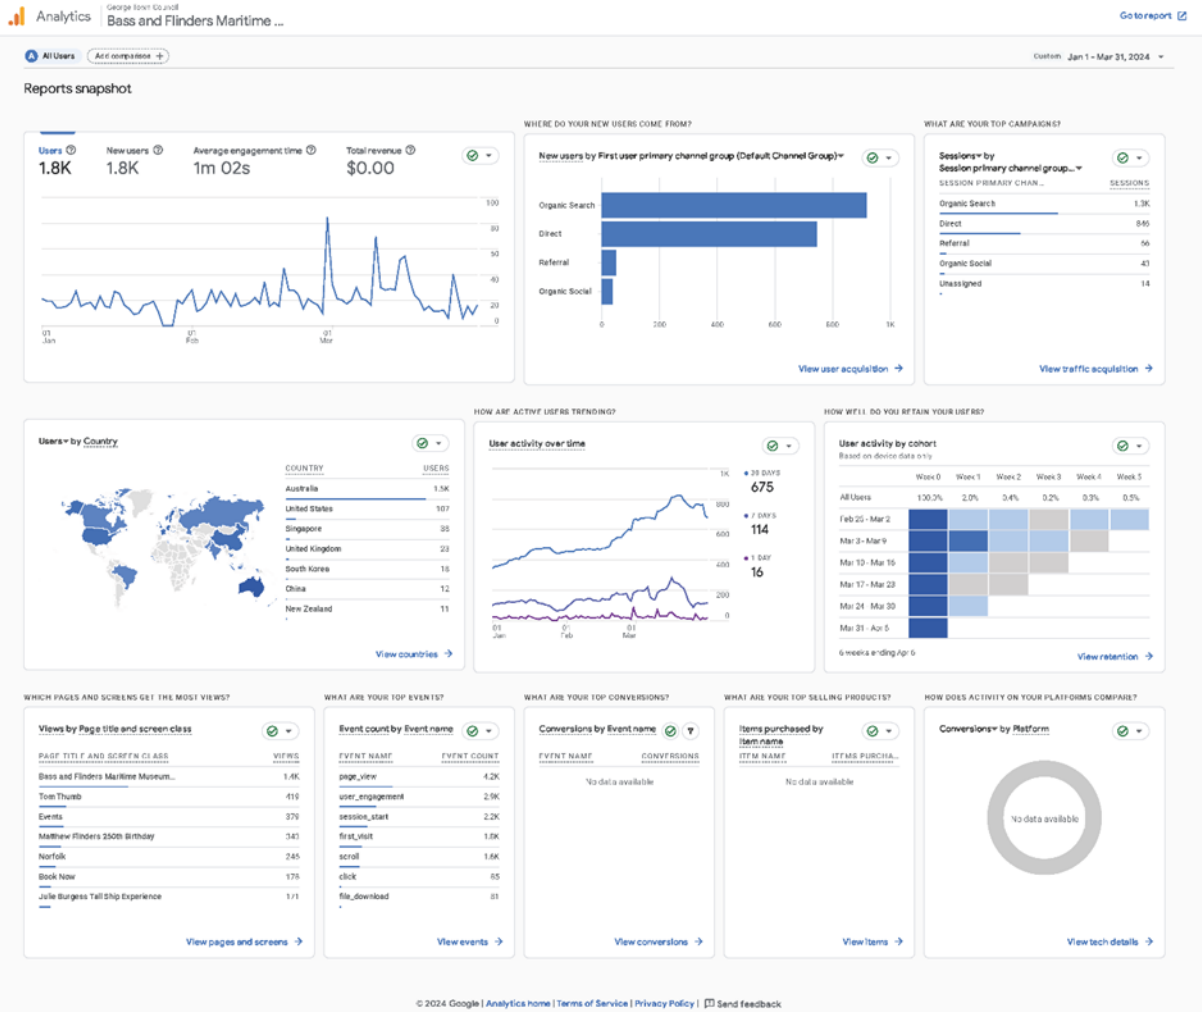 George Town Council
Analytics
Bass and Flinders Maritime ...
Go to report
A All Users
Add comparison +
Custom Jan 1 - Mar 31, 2024
Reports snapshot
Users
1.8K
New users
1.8K
Average engagement time
1m 02s
Total revenue
$0.00
100
80
60
40
20
0
01 Jan
01 Feb
01 Mar
WHERE DO YOUR NEW USERS COME FROM?
New users by First user primary channel group (Default Channel Group)
Organic Search
Direct
Referral
Organic Social
0 200 400 600 800 1K
View user acquisition
WHAT ARE YOUR TOP CAMPAIGNS?
Sessions by
Session primary channel group...
SESSION PRIMARY CHAN... SESSIONS
Organic Search 1.3K
Direct 846
Referral 66
Organic Social 43
Unassigned 14
View traffic acquisition
Users by Country
COUNTRY USERS
Australia 1.5K
United States 107
Singapore
United Kingdom 23
South Korea
China 12
New Zealand 11
View countries
HOW ARE ACTIVE USERS TRENDING?
User activity over time
1K
800
600
400
200
0
01 Jan
01 Feb
01 Mar
30 DAYS
675
7 DAYS
114
1 DAY
16
HOW WELL DO YOU RETAIN YOUR USERS?
User activity by cohort
Based on device data only
Week 0 Week 1 Week 2 Week 3 Week 4 Week 5
All Users 100.0% 2.0% 0.4% 0.2% 0.3% 0.5%
Feb 25 - Mar 2
Mar 3 - Mar 9
Mar 10 - Mar 16
Mar 17 - Mar 23
Mar 24 - Mar 30
Mar 31 - Apr 6
6 weeks ending Apr 6
View retention
WHICH PAGES AND SCREENS GET THE MOST VIEWS?
Views by Page title and screen class
PAGE TITLE AND SCREEN CLASS VIEWS
Bass and Flinders Maritime Museum... 1.4K
Tom Thumb 419
Events 379
Matthew Flinders 250th Birthday 343
Norfolk
Book Now
Julie Burgess Tall Ship Experience 171
View pages and screens
WHAT ARE YOUR TOP EVENTS?
Event count by Event name
EVENT NAME EVENT COUNT
page_view 4.2K
user_engagement 2.9K
session_start 2.2K
first_visit 1.8K
scroll 1.6K
click
file_download
View events
WHAT ARE YOUR TOP CONVERSIONS?
Conversions by Event name
EVENT NAME CONVERSIONS
No data available
View conversions
WHAT ARE YOUR TOP SELLING PRODUCTS?
Items purchased by
Item name
ITEM NAME ITEMS PURCHA...
No data available
View items
HOW DOES ACTIVITY ON YOUR PLATFORMS COMPARE?
Conversions by Platform
No data available
View tech details
© 2024 Google | Analytics home | Terms of Service | Privacy Policy | Send feedback